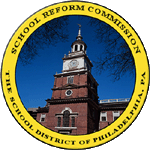 SCHOOL REFORM COMMISSION
THE SCHOOL DISTRICT OF PHILADELPHIA, PA